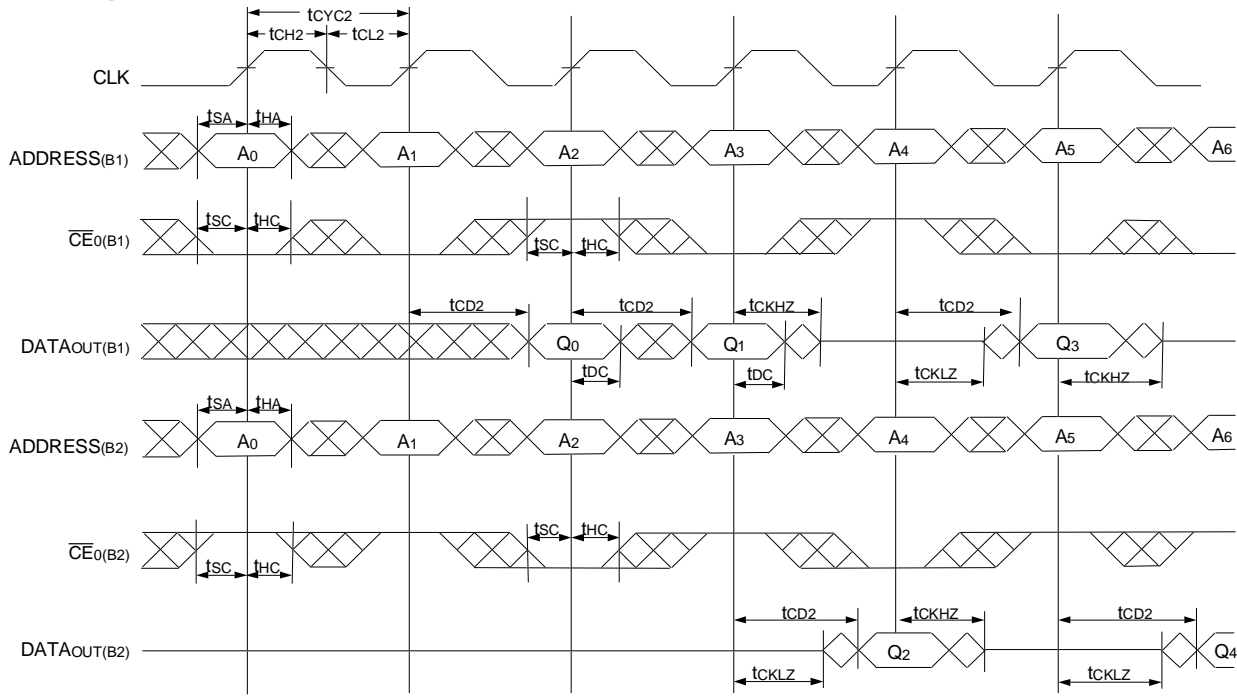 tCYC2
tCH2 tCL2
CLK
tSA tHA
ADDRESS(B1) A0 A1 A2 A3 A4 A5 A6
tSC tHC
CE0(B1)
tSC tHC
tCD2 tCD2 tCKHZ tCD2
DATAOUT(B1) Q0 Q1 Q3
tDC tDC tCKLZ tCKHZ
tSA tHA
ADDRESS(B2) A0 A1 A2 A3 A4 A5 A6
tSC tHC
CE0(B2)
tSC tHC
tCD2 tCKHZ tCD2
DATAOUT(B2) Q2 Q4
tCKLZ tCKLZ